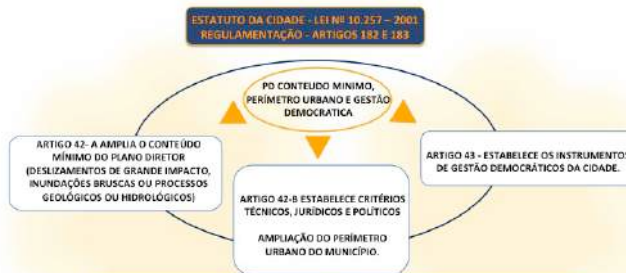 ESTATUTO DA CIDADE - LEI Nº 10.257 – 2001
REGULAMENTAÇÃO - ARTIGOS 182 E 183
PD CONTEUDO MINIMO,
PERÍMETRO URBANO E GESTÃO
DEMOCRATICA
ARTIGO 42- A AMPLIA O CONTEÚDO
MÍNIMO DO PLANO DIRETOR
(DESLIZAMENTOS DE GRANDE IMPACTO,
INUNDAÇÕES BRUSCAS OU PROCESSOS
GEOLÓGICOS OU HIDROLÓGICOS)
ARTIGO 42-B ESTABELECE CRITÉRIOS
TÉCNICOS, JURÍDICOS E POLÍTICOS
AMPLIAÇÃO DO PERÍMETRO
URBANO DO MUNICÍPIO.
ARTIGO 43 - ESTABELECE OS INSTRUMENTOS
DE GESTÃO DEMOCRÁTICOS DA CIDADE.